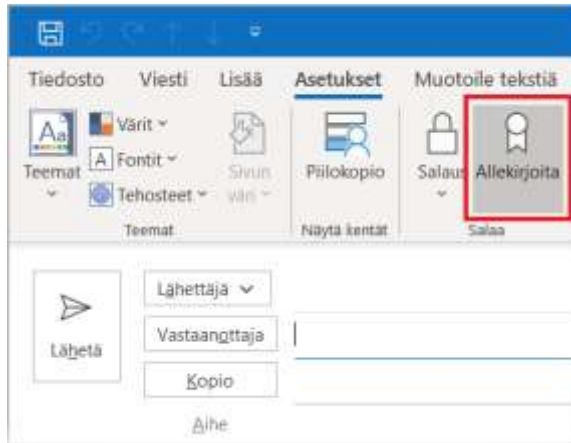 Tiedosto Viesti Lisää Asetukset Muotoile tekstiä
Aa
Teemat
Värit
A Fontit
Tehosteet
Sivun
väri
Piilokopio
Salaus
Allekirjoita
Teemat Näytä kentät Salaa
Lähetä
Lähettäjä
Vastaanottaja
Kopio
Aihe